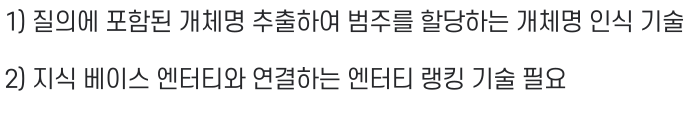 1) 질의에 포함된 개체명 추출하여 범주를 할당하는 개체명 인식 기술
2) 지식 베이스 엔터티와 연결하는 엔터티 랭킹 기술 필요